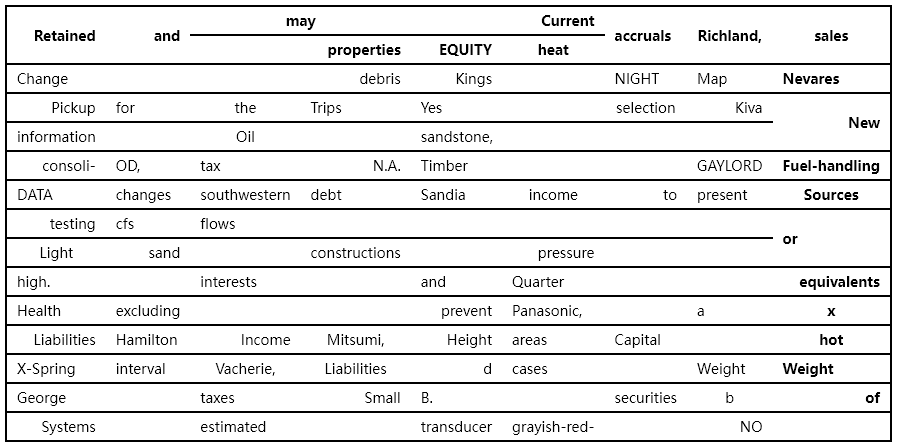 may Current
Retained and accruals Richland, sales
properties EQUITY heat
Change debris Kings NIGHT Map Nevares
Pickup for the Trips Yes selection Kiva
New
information Oil sandstone,
consoli- OD, tax N.A. Timber GAYLORD Fuel-handling
DATA changes southwestern debt Sandia income to present Sources
testing cfs flows
or
Light sand constructions pressure
high. interests and Quarter equivalents
Health excluding prevent Panasonic, a x
Liabilities Hamilton Income Mitsumi, Height areas Capital hot
X-Spring interval Vacherie, Liabilities d cases Weight Weight
George taxes Small B. securities b of
Systems estimated transducer grayish-red- NO